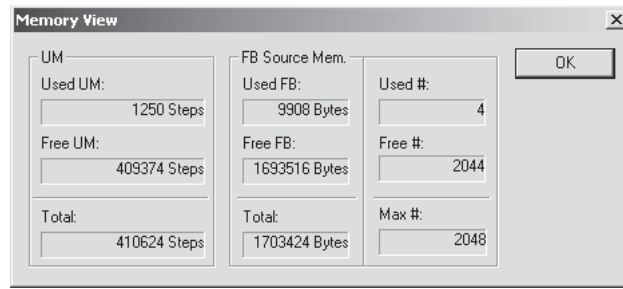 Memory View
UM
Used UM:
1250 Steps
Free UM:
409374 Steps
Total:
410624 Steps
FB Source Mem.
Used FB:
9908 Bytes
Free FB:
1693516 Bytes
Total:
1703424 Bytes
Used #:
4
Free #:
2044
Max #:
2048
OK